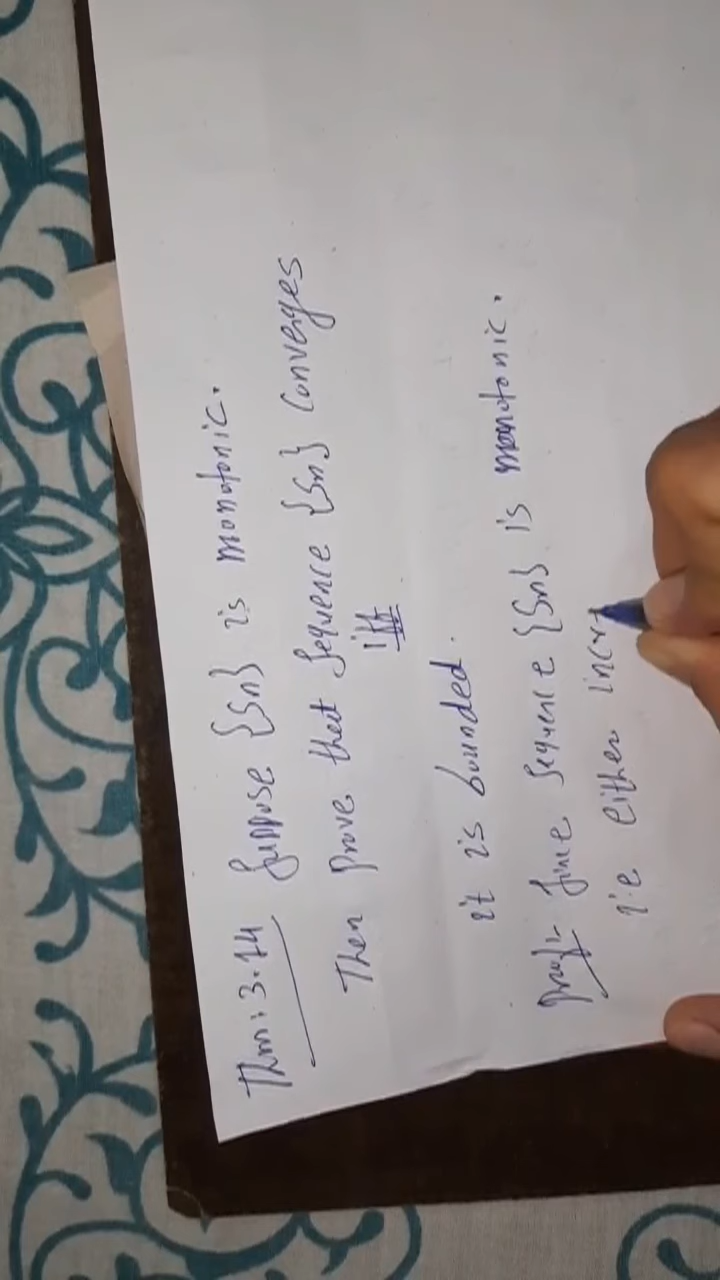 Thm: 3.14 Suppose {Sn} is monotonic.
Then prove that sequence {Sn} converges
iff
it is bounded.
Proof:- Since sequence {Sn} is monotonic.
i.e either incre